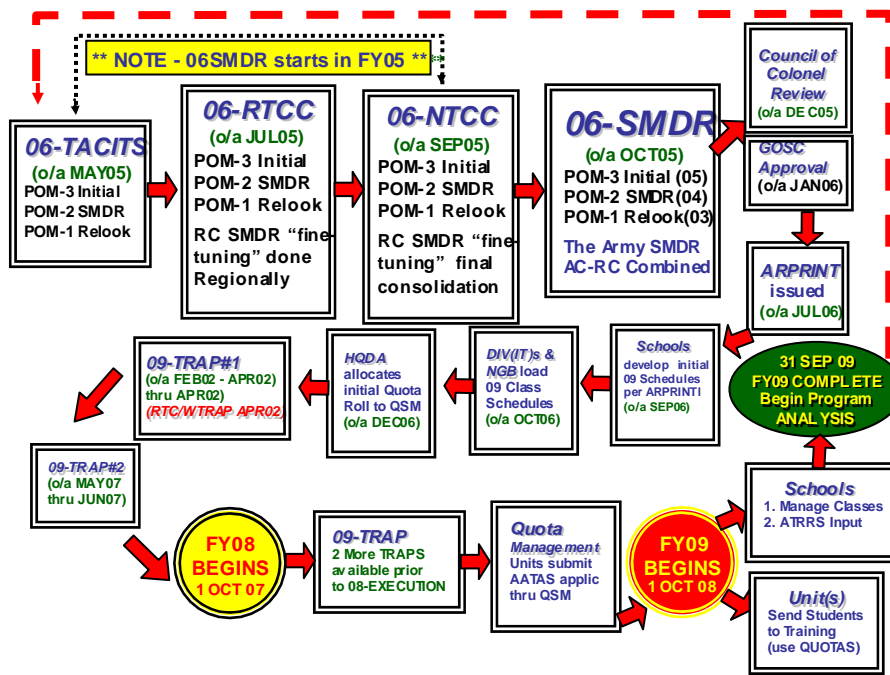 ** NOTE - 06SMDR starts in FY05 **
06-TACITS
(o/a MAY05)
POM-3 Initial
POM-2 SMDR
POM-1 Relook
06-RTCC
(o/a JUL05)
POM-3 Initial
POM-2 SMDR
POM-1 Relook
RC SMDR “fine-
tuning” done
Regionally
06-NTCC
(o/a SEP05)
POM-3 Initial
POM-2 SMDR
POM-1 Relook
RC SMDR “fine-
tuning” final
consolidation
06-SMDR
(o/a OCT05)
POM-3 Initial (05)
POM-2 SMDR(04)
POM-1 Relook(03)
The Army SMDR
AC-RC Combined
Council of
Colonel
Review
(o/a DEC05)
GOSC
Approval
(o/a JAN06)
ARPRINT
issued
(o/a JUL06)
Schools
develop initial
09 Schedules
per ARPRINTI
(o/a SEP06)
DIV(IT)s &
NGB load
09 Class
Schedules
(o/a OCT06)
HQDA
allocates
initial Quota
Roll to QSM
(o/a DEC06)
09-TRAP#1
(o/a FEB02 - APR02)
thru APR02)
(RTC/WTRAP APR02)
09-TRAP#2
(o/a MAY07
thru JUN07)
FY08
BEGINS
1 OCT 07
09-TRAP
2 More TRAPS
available prior
to 08-EXECUTION
Quota
Management
Units submit
AATAS applic
thru QSM
FY09
BEGINS
1 OCT 08
31 SEP 09
FY09 COMPLETE
Begin Program
ANALYSIS
Schools
1. Manage Classes
2. ATRRS Input
Unit(s)
Send Students
to Training
(use QUOTAS)